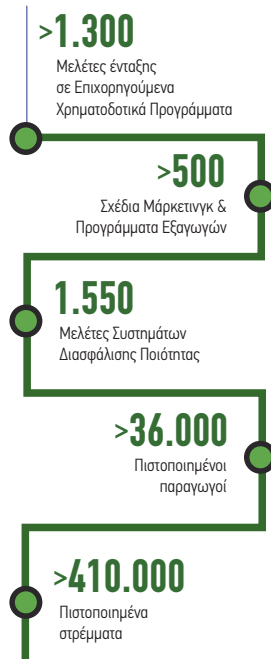 >1.300
Μελέτες ένταξης
σε Επιχορηγούμενα
Χρηματοδοτικά Προγράμματα
>500
Σχέδια Μάρκετινγκ &
Προγράμματα Εξαγωγών
1.550
Μελέτες Συστημάτων
Διασφάλισης Ποιότητας
>36.000
Πιστοποιημένοι
παραγωγοί
>410.000
Πιστοποιημένα
στρέμματα